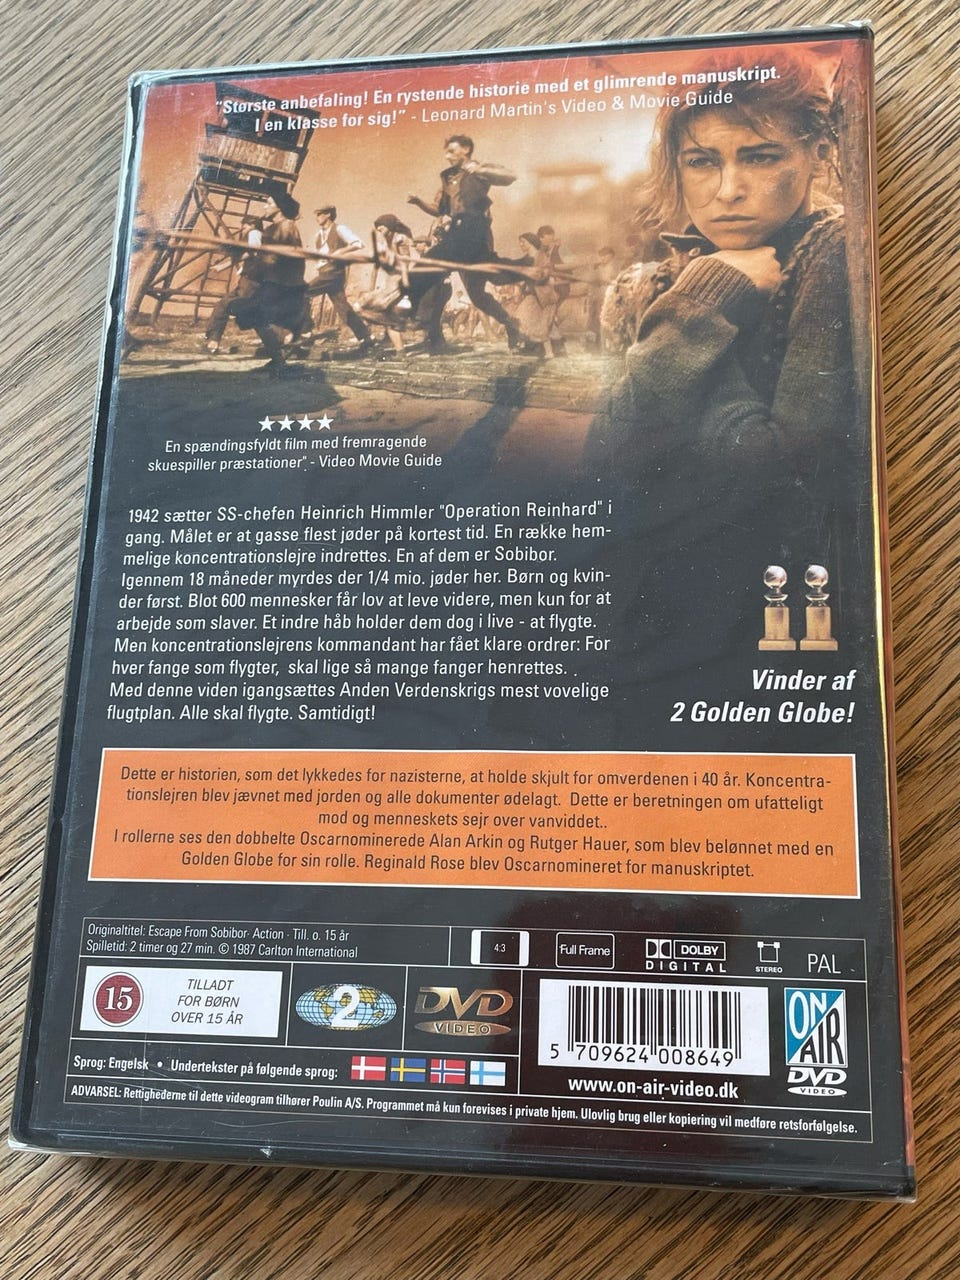 "Største anbefaling! En rystende historie med et glimrende manuskript.
I en klasse for sig!" - Leonard Martin's Video & Movie Guide
En spændingsfyldt film med fremragende
skuespiller præstationer" - Video Movie Guide
1942 sætter SS-chefen Heinrich Himmler "Operation Reinhard" i
gang. Målet er at gasse flest jøder på kortest tid. En række hem-
melige koncentrationslejre indrettes. En af dem er Sobibor.
Igennem 18 måneder myrdes der 1/4 mio. jøder her. Børn og kvin-
der først. Blot 600 mennesker får lov at leve videre, men kun for at
arbejde som slaver. Et indre håb holder dem dog i live - at flygte.
Men koncentrationslejrens kommandant har fået klare ordrer: For
hver fange som flygter, skal lige så mange fanger henrettes. .
Med denne viden igangsættes Anden Verdenskrigs mest vovelige
flugtplan. Alle skal flygte. Samtidigt!
Vinder af
2 Golden Globe!
Dette er historien, som det lykkedes for nazisterne, at holde skjult for omverdenen i 40 år. Koncentra-
tionslejren blev jævnet med jorden og alle dokumenter ødelagt. Dette er beretningen om ufatteligt
mod og menneskets sejr over vanviddet..
I rollerne ses den dobbelte Oscarnominerede Alan Arkin og Rutger Hauer, som blev belønnet med en
Golden Globe for sin rolle. Reginald Rose blev Oscarnomineret for manuskriptet.
Originaltitel: Escape From Sobibor· Action · Till. o. 15 år
Spilletid: 2 timer og 27 min. © 1987 Carlton International
4:3
Full Frame
DOLBY
DIGITAL
STEREO
PAL
15
TILLADT
FOR BØRN
OVER 15 ÅR
2
DVD
VIDEO
5 709624 008649
ON
AIR
DVD
VIDEO
Sprog: Engelsk • Undertekster på følgende sprog:
www.on-air-video.dk
ADVARSEL: Rettighederne til dette videogram tilhører Poulin A/S. Programmet må kun forevises i private hjem. Ulovlig brug eller kopiering vil medføre retsforfølgelse.